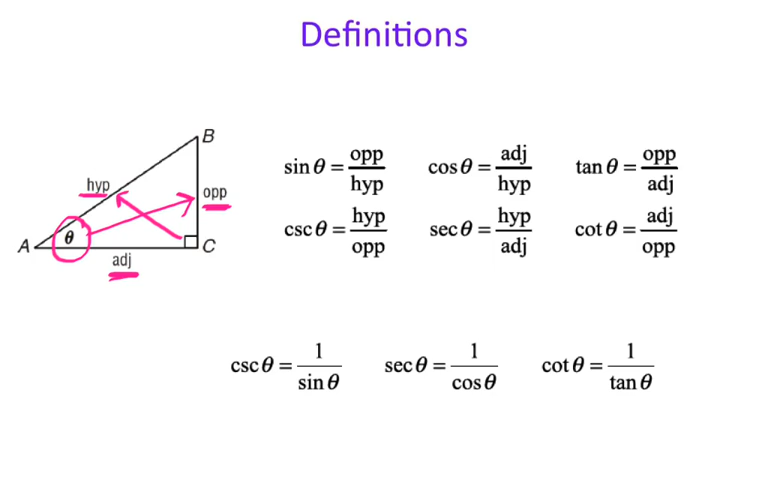 Definitions
B
hyp
opp
A
θ
C
adj
sin θ = opp/hyp
cos θ = adj/hyp
tan θ = opp/adj
csc θ = hyp/opp
sec θ = hyp/adj
cot θ = adj/opp
csc θ = 1/sin θ
sec θ = 1/cos θ
cot θ = 1/tan θ